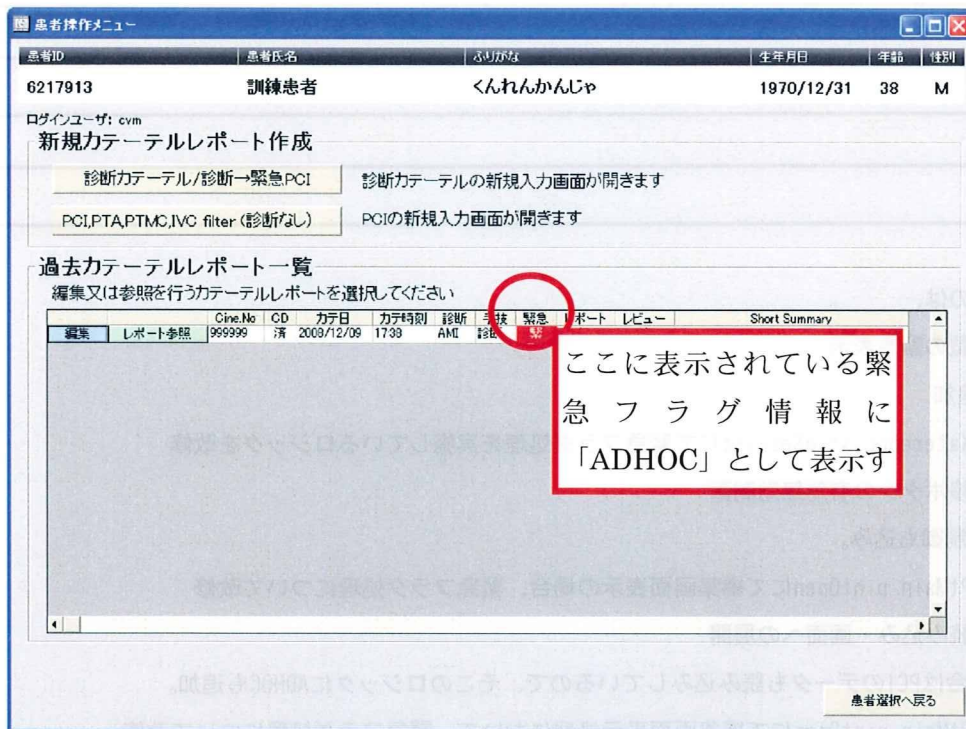 患者操作メニュー
患者ID 患者氏名 ふりがな 生年月日 年齢 性別
6217913 訓練患者 くんれんかんじゃ 1970/12/31 38 M
ログインユーザ: cvm
新規カテーテルレポート作成
診断カテーテル/診断→緊急PCI 診断カテーテルの新規入力画面が開きます
PCI,PTA,PTMC,IVC filter (診断なし) PCIの新規入力画面が開きます
過去カテーテルレポート一覧
編集又は参照を行うカテーテルレポートを選択してください
Cine.No CD カテ日 カテ時刻 診断 手技 緊急 レポート レビュー Short Summary
編集 レポート参照 999999 済 2008/12/09 1738 AMI 診断 緊
ここに表示されている緊
急フラグ情報に
「ADHOC」として表示す
患者選択へ戻る